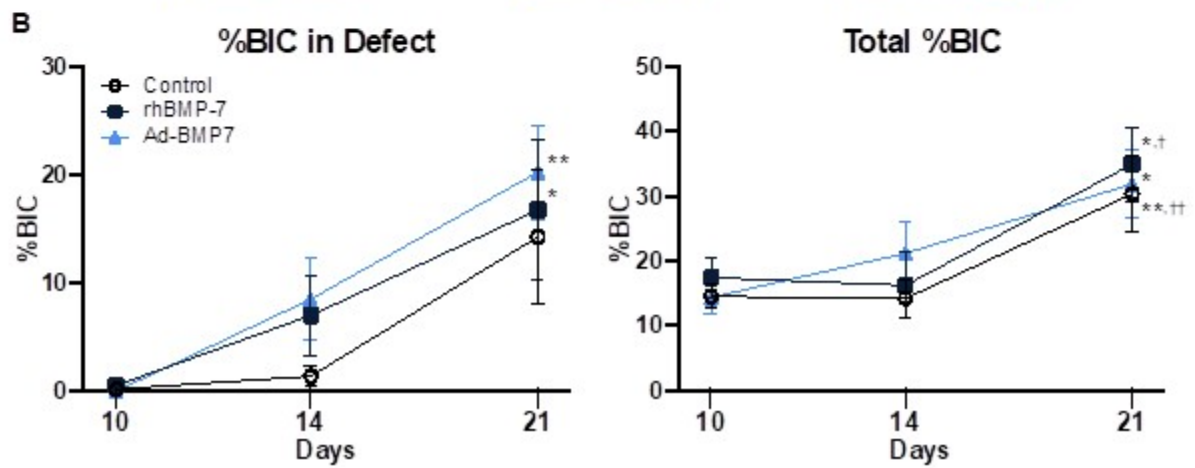 B
%BIC in Defect
30
20
10
0
%BIC
Control
rhBMP-7
Ad-BMP7
**
*
10 14 21
Days
Total %BIC
50
40
30
20
10
0
%BIC
*,†
*
**,††
10 14 21
Days